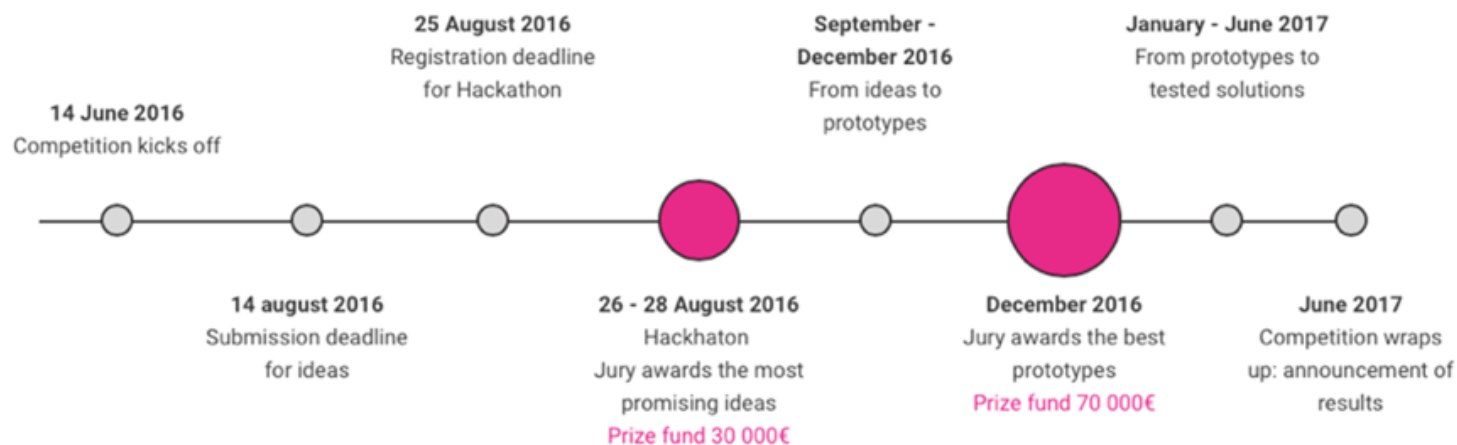 14 June 2016
Competition kicks off
14 august 2016
Submission deadline
for ideas
25 August 2016
Registration deadline
for Hackathon
26 - 28 August 2016
Hackhaton
Jury awards the most
promising ideas
Prize fund 30 000€
September -
December 2016
From ideas to
prototypes
December 2016
Jury awards the best
prototypes
Prize fund 70 000€
January - June 2017
From prototypes to
tested solutions
June 2017
Competition wraps
up: announcement of
results